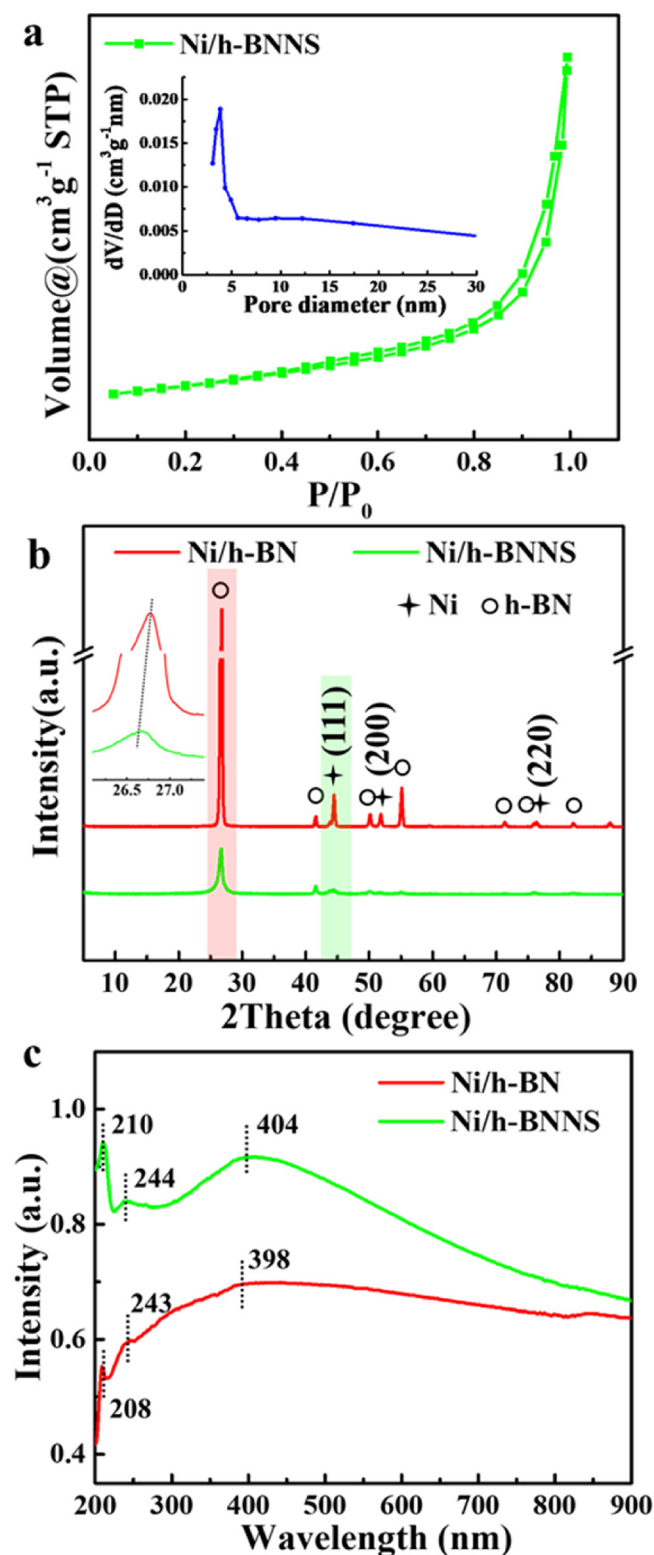 a
Ni/h-BNNS
Volume@(cm³g⁻¹ STP)
dV/dD (cm³g⁻¹nm)
0.020
0.015
0.010
0.005
0.000
0 5 10 15 20 25 30
Pore diameter (nm)
0.0 0.2 0.4 0.6 0.8 1.0
P/P₀
b
Ni/h-BN Ni/h-BNNS
Ni h-BN
Intensity(a.u.)
26.5 27.0
(111)
(200)
(220)
10 20 30 40 50 60 70 80 90
2Theta (degree)
c
Ni/h-BN
Ni/h-BNNS
Intensity (a.u.)
1.0
0.8
0.6
0.4
210
244
404
243
398
208
200 300 400 500 600 700 800 900
Wavelength (nm)